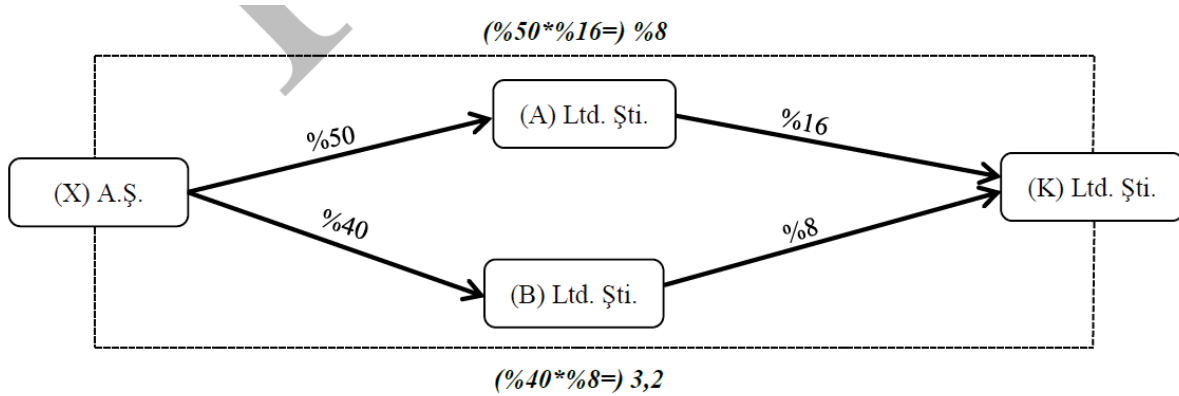 (%50*%16=) %8
(A) Ltd. Şti.
%50
%16
(X) A.Ş.
(K) Ltd. Şti.
%40
%8
(B) Ltd. Şti.
(%40*%8=) 3,2